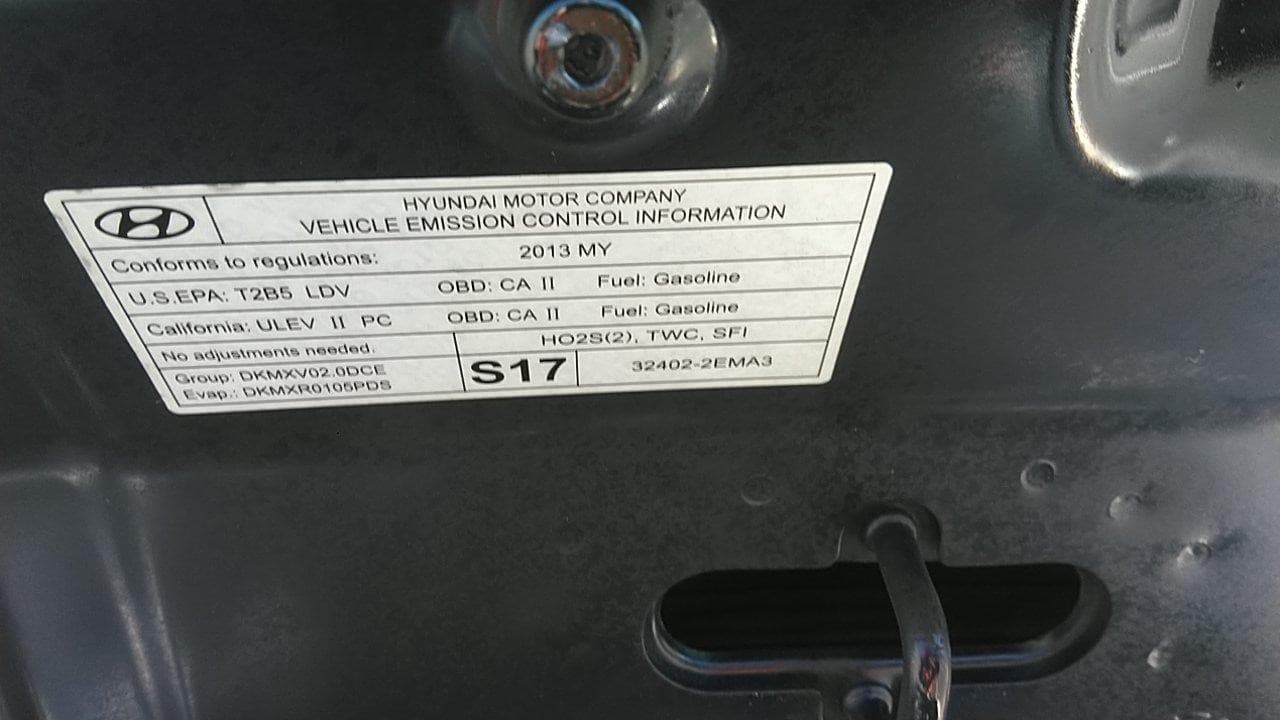 HYUNDAI MOTOR COMPANY
VEHICLE EMISSION CONTROL INFORMATION
Conforms to regulations: 2013 MY
U.S.EPA: T2B5 LDV OBD: CA II Fuel: Gasoline
California: ULEV II PC OBD: CA II Fuel: Gasoline
No adjustments needed. HO2S(2), TWC, SFI
Group: DKMXV02.0DCE
Evap.: DKMXR0105PDS
S17
32402-2EMA3